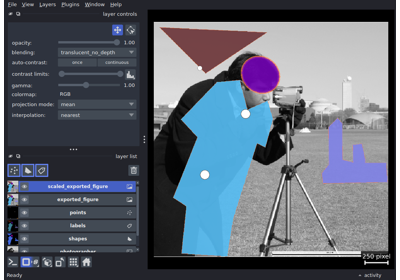 File View Layers Plugins Window Help
layer controls
opacity: 1.00
blending: translucent_no_depth
auto-contrast: once continuous
contrast limits:
gamma: 1.00
colormap: RGB
projection mode: mean
interpolation: nearest
layer list
scaled_exported_figure
exported_figure
points
labels
shapes
250 pixel
Ready
activity